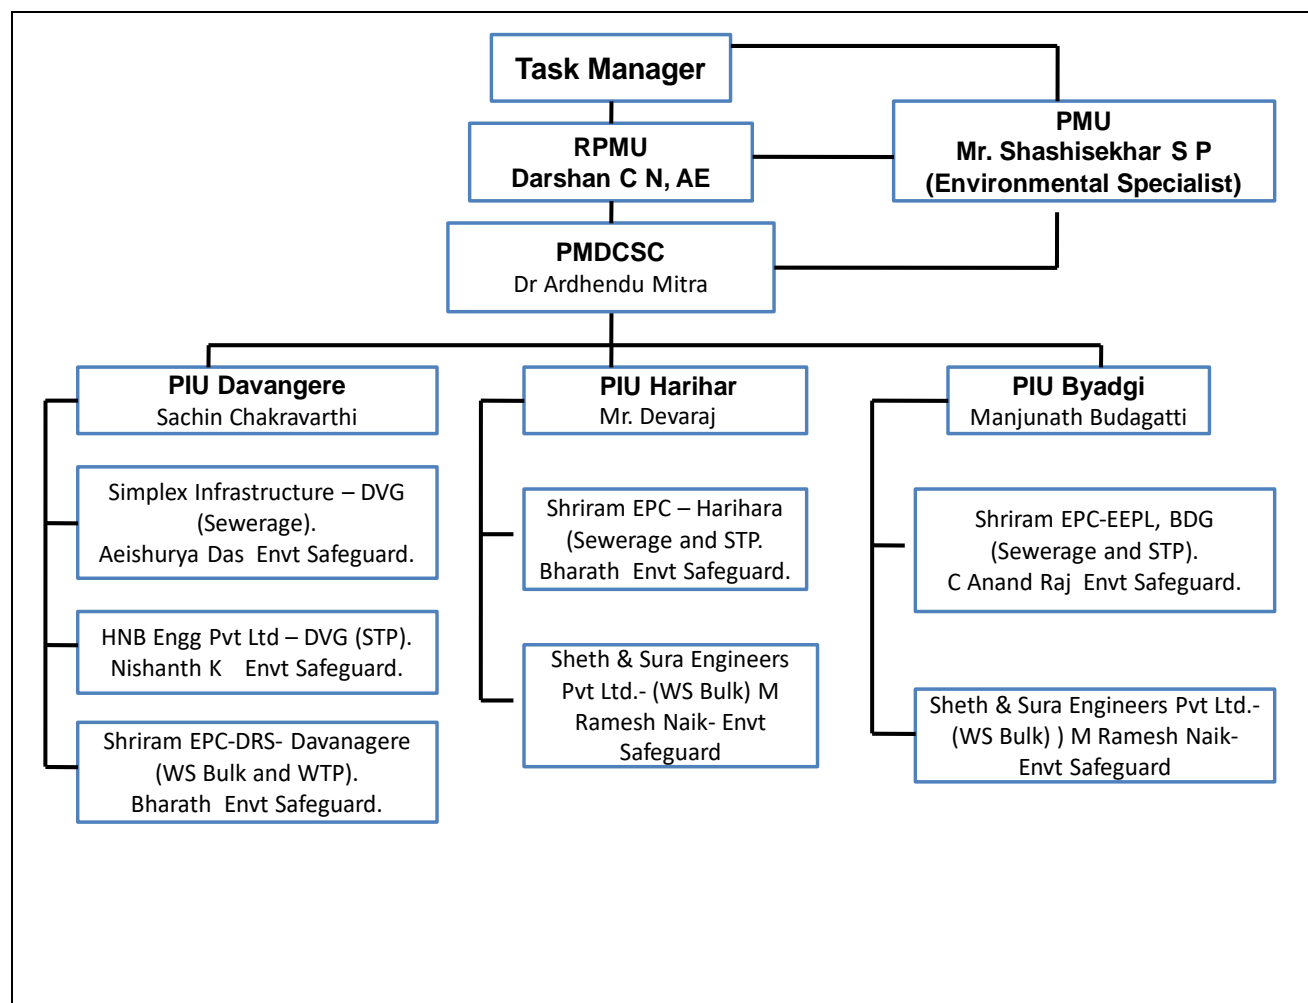 Task Manager
PMU
Mr. Shashisekhar S P
(Environmental Specialist)
RPMU
Darshan C N, AE
PMDCSC
Dr Ardhendu Mitra
PIU Davangere
Sachin Chakravarthi
Simplex Infrastructure – DVG
(Sewerage).
Aeishurya Das  Envt Safeguard.
HNB Engg Pvt Ltd – DVG (STP).
Nishanth K    Envt Safeguard.
Shriram EPC-DRS- Davanagere
(WS Bulk and WTP).
Bharath  Envt Safeguard.
PIU Harihar
Mr. Devaraj
Shriram EPC – Harihara
(Sewerage and STP.
Bharath  Envt Safeguard.
Sheth & Sura Engineers
Pvt Ltd.- (WS Bulk) M
Ramesh Naik- Envt
Safeguard
PIU Byadgi
Manjunath Budagatti
Shriram EPC-EEPL, BDG
(Sewerage and STP).
C Anand Raj  Envt Safeguard.
Sheth & Sura Engineers Pvt Ltd.-
(WS Bulk) ) M Ramesh Naik-
Envt Safeguard